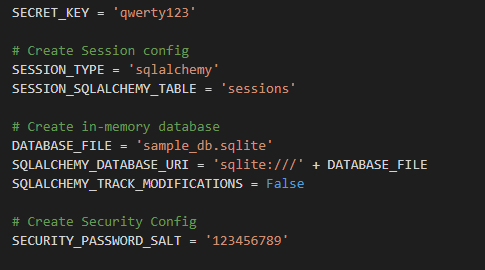 SECRET_KEY = 'qwerty123'
# Create Session config
SESSION_TYPE = 'sqlalchemy'
SESSION_SQLALCHEMY_TABLE = 'sessions'
# Create in-memory database
DATABASE_FILE = 'sample_db.sqlite'
SQLALCHEMY_DATABASE_URI = 'sqlite:///' + DATABASE_FILE
SQLALCHEMY_TRACK_MODIFICATIONS = False
# Create Security Config
SECURITY_PASSWORD_SALT = '123456789'